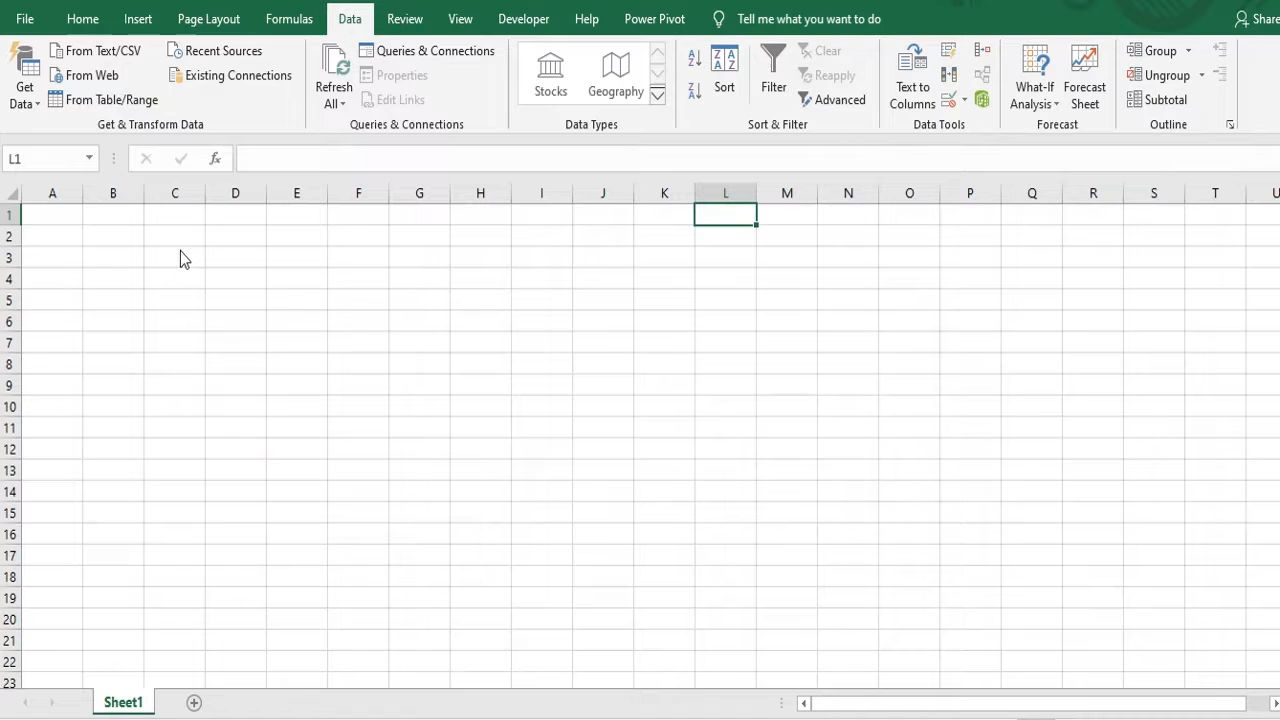 File Home Insert Page Layout Formulas Data Review View Developer Help Power Pivot Tell me what you want to do Share
Get Data
From Text/CSV
From Web
From Table/Range
Recent Sources
Existing Connections
Get & Transform Data
Refresh All
Queries & Connections
Properties
Edit Links
Queries & Connections
Stocks
Geography
Data Types
Sort
Filter
Clear
Reapply
Advanced
Sort & Filter
Text to Columns
Data Tools
What-If Analysis
Forecast Sheet
Forecast
Group
Ungroup
Subtotal
Outline
L1
fx
A B C D E F G H I J K L M N O P Q R S T U
1
2
3
4
5
6
7
8
9
10
11
12
13
14
15
16
17
18
19
20
21
22
23
Sheet1